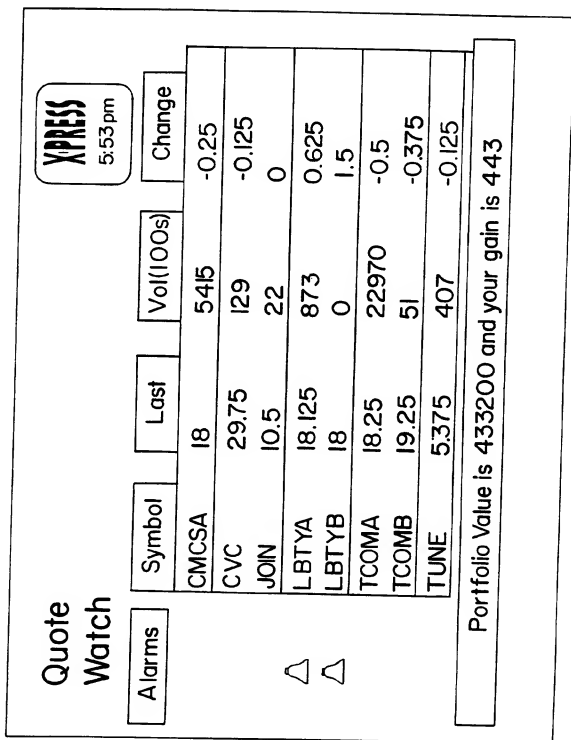 Quote
Watch
X·PRESS
5:53 pm
Alarms Symbol Last Vol(100s) Change
CMCSA 18 5415 -0.25
CVC 29.75 129 -0.125
JOIN 10.5 22 0
LBTYA 18.125 873 0.625
LBTYB 18 0 1.5
TCOMA 18.25 22970 -0.5
TCOMB 19.25 51 -0.375
TUNE 5.375 407 -0.125
Portfolio Value is 433200 and your gain is 443